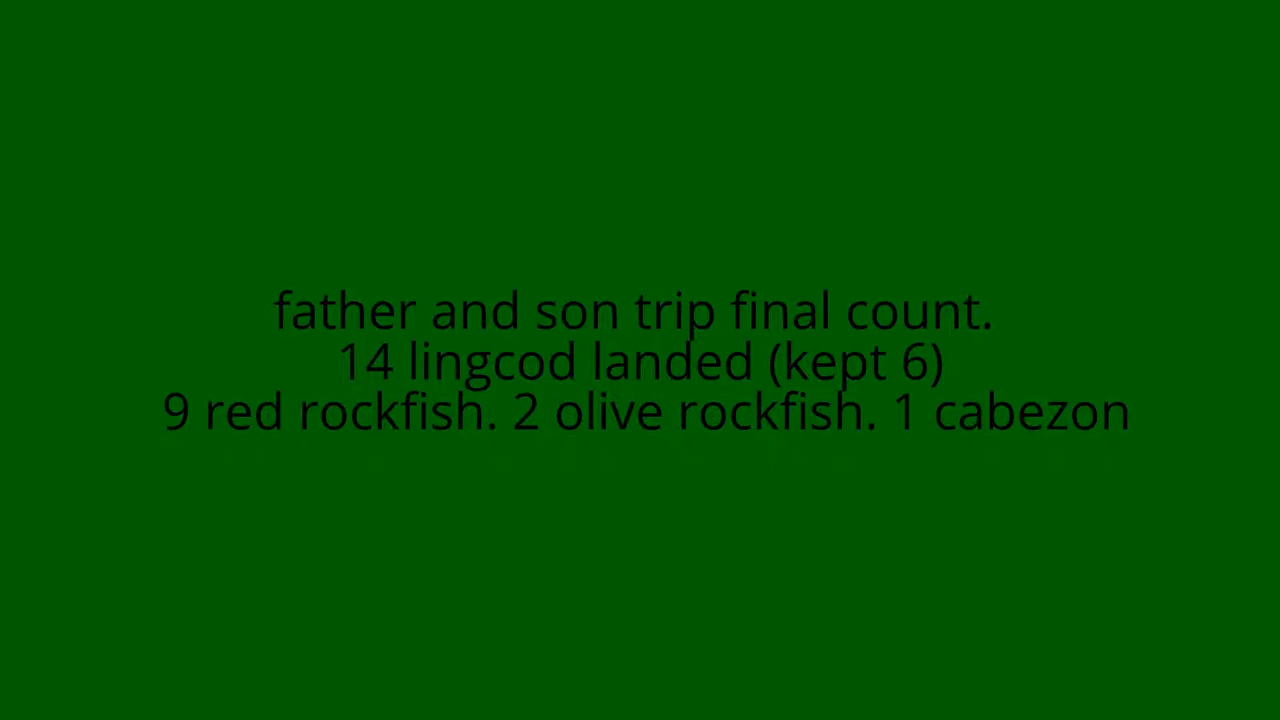 father and son trip final count.
14 lingcod landed (kept 6)
9 red rockfish. 2 olive rockfish. 1 cabezon